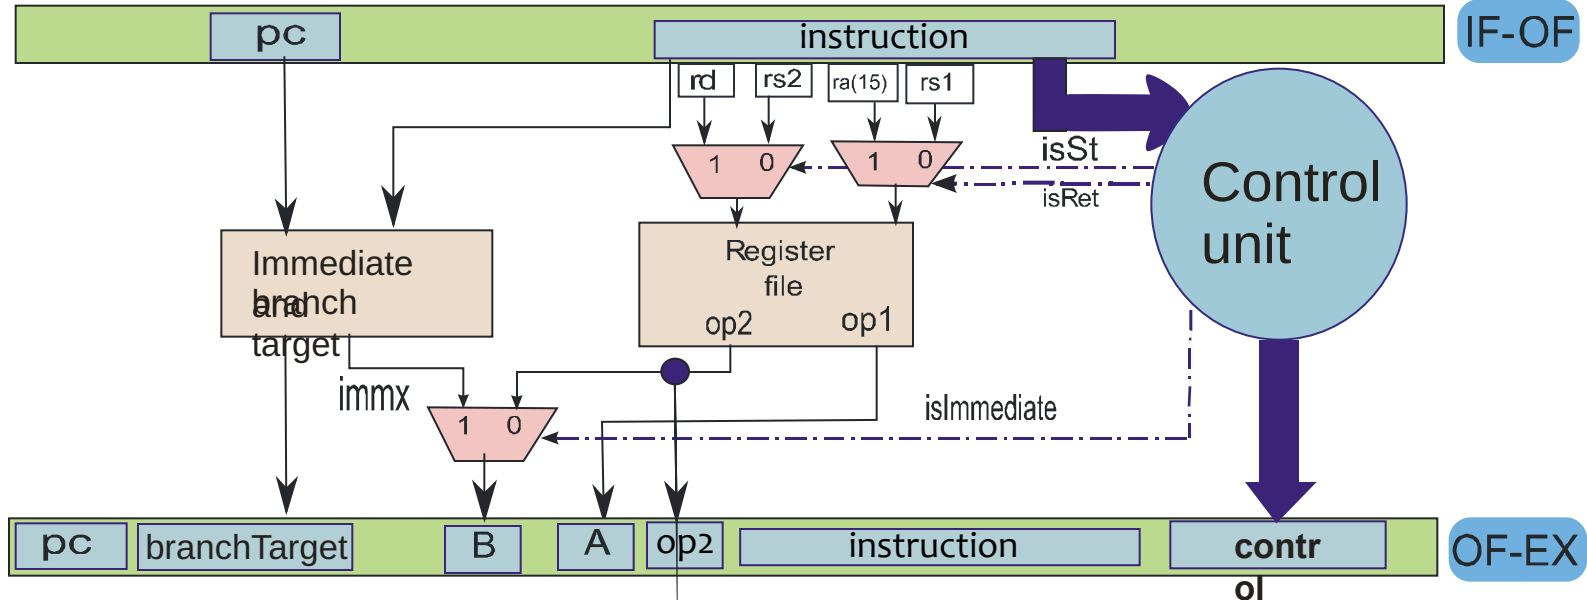 pc
instruction
IF-OF
rd
rs2
ra(15)
rs1
1
0
1
0
isSt
isRet
Control
unit
Immediate
and
branch
target
Register
file
op2
op1
immx
1
0
isImmediate
pc
branchTarget
B
A
op2
instruction
contr
ol
OF-EX